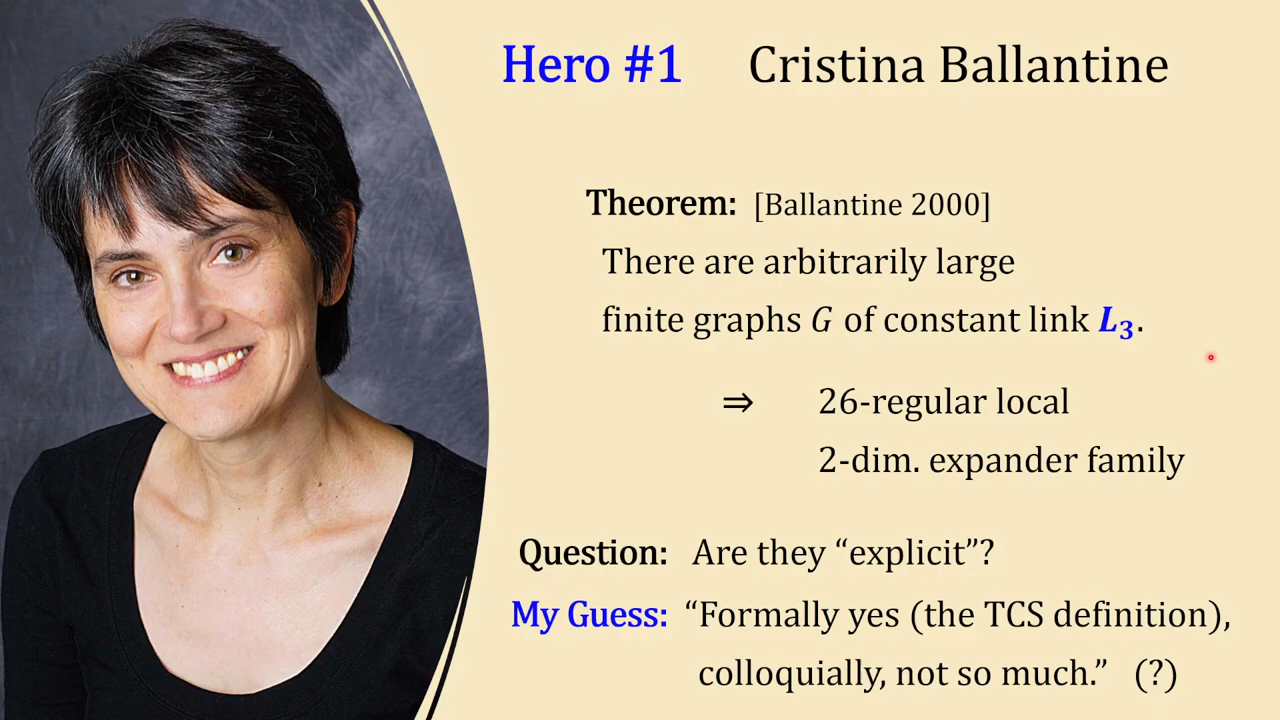 Hero #1 Cristina Ballantine
Theorem: [Ballantine 2000]
There are arbitrarily large
finite graphs G of constant link L₃.
⇒ 26-regular local
2-dim. expander family
Question: Are they “explicit”?
My Guess: “Formally yes (the TCS definition),
colloquially, not so much.” (?)